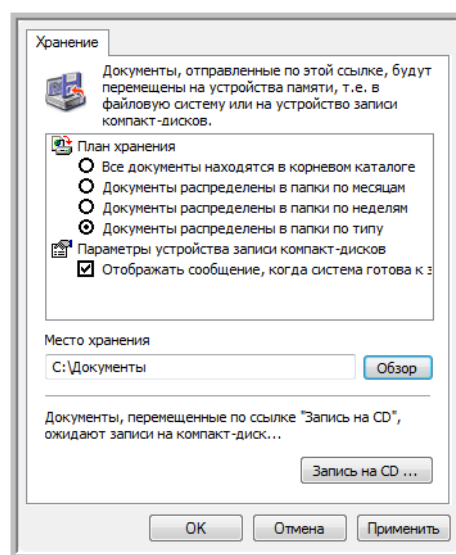 Хранение
Документы, отправленные по этой ссылке, будут
перемещены на устройства памяти, т.е. в
файловую систему или на устройство записи
компакт-дисков.
План хранения
Все документы находятся в корневом каталоге
Документы распределены в папки по месяцам
Документы распределены в папки по неделям
Документы распределены в папки по типу
Параметры устройства записи компакт-дисков
Отображать сообщение, когда система готова к з
Место хранения
C:\Документы
Обзор
Документы, перемещенные по ссылке "Запись на CD",
ожидают записи на компакт-диск...
Запись на CD ...
OK
Отмена
Применить